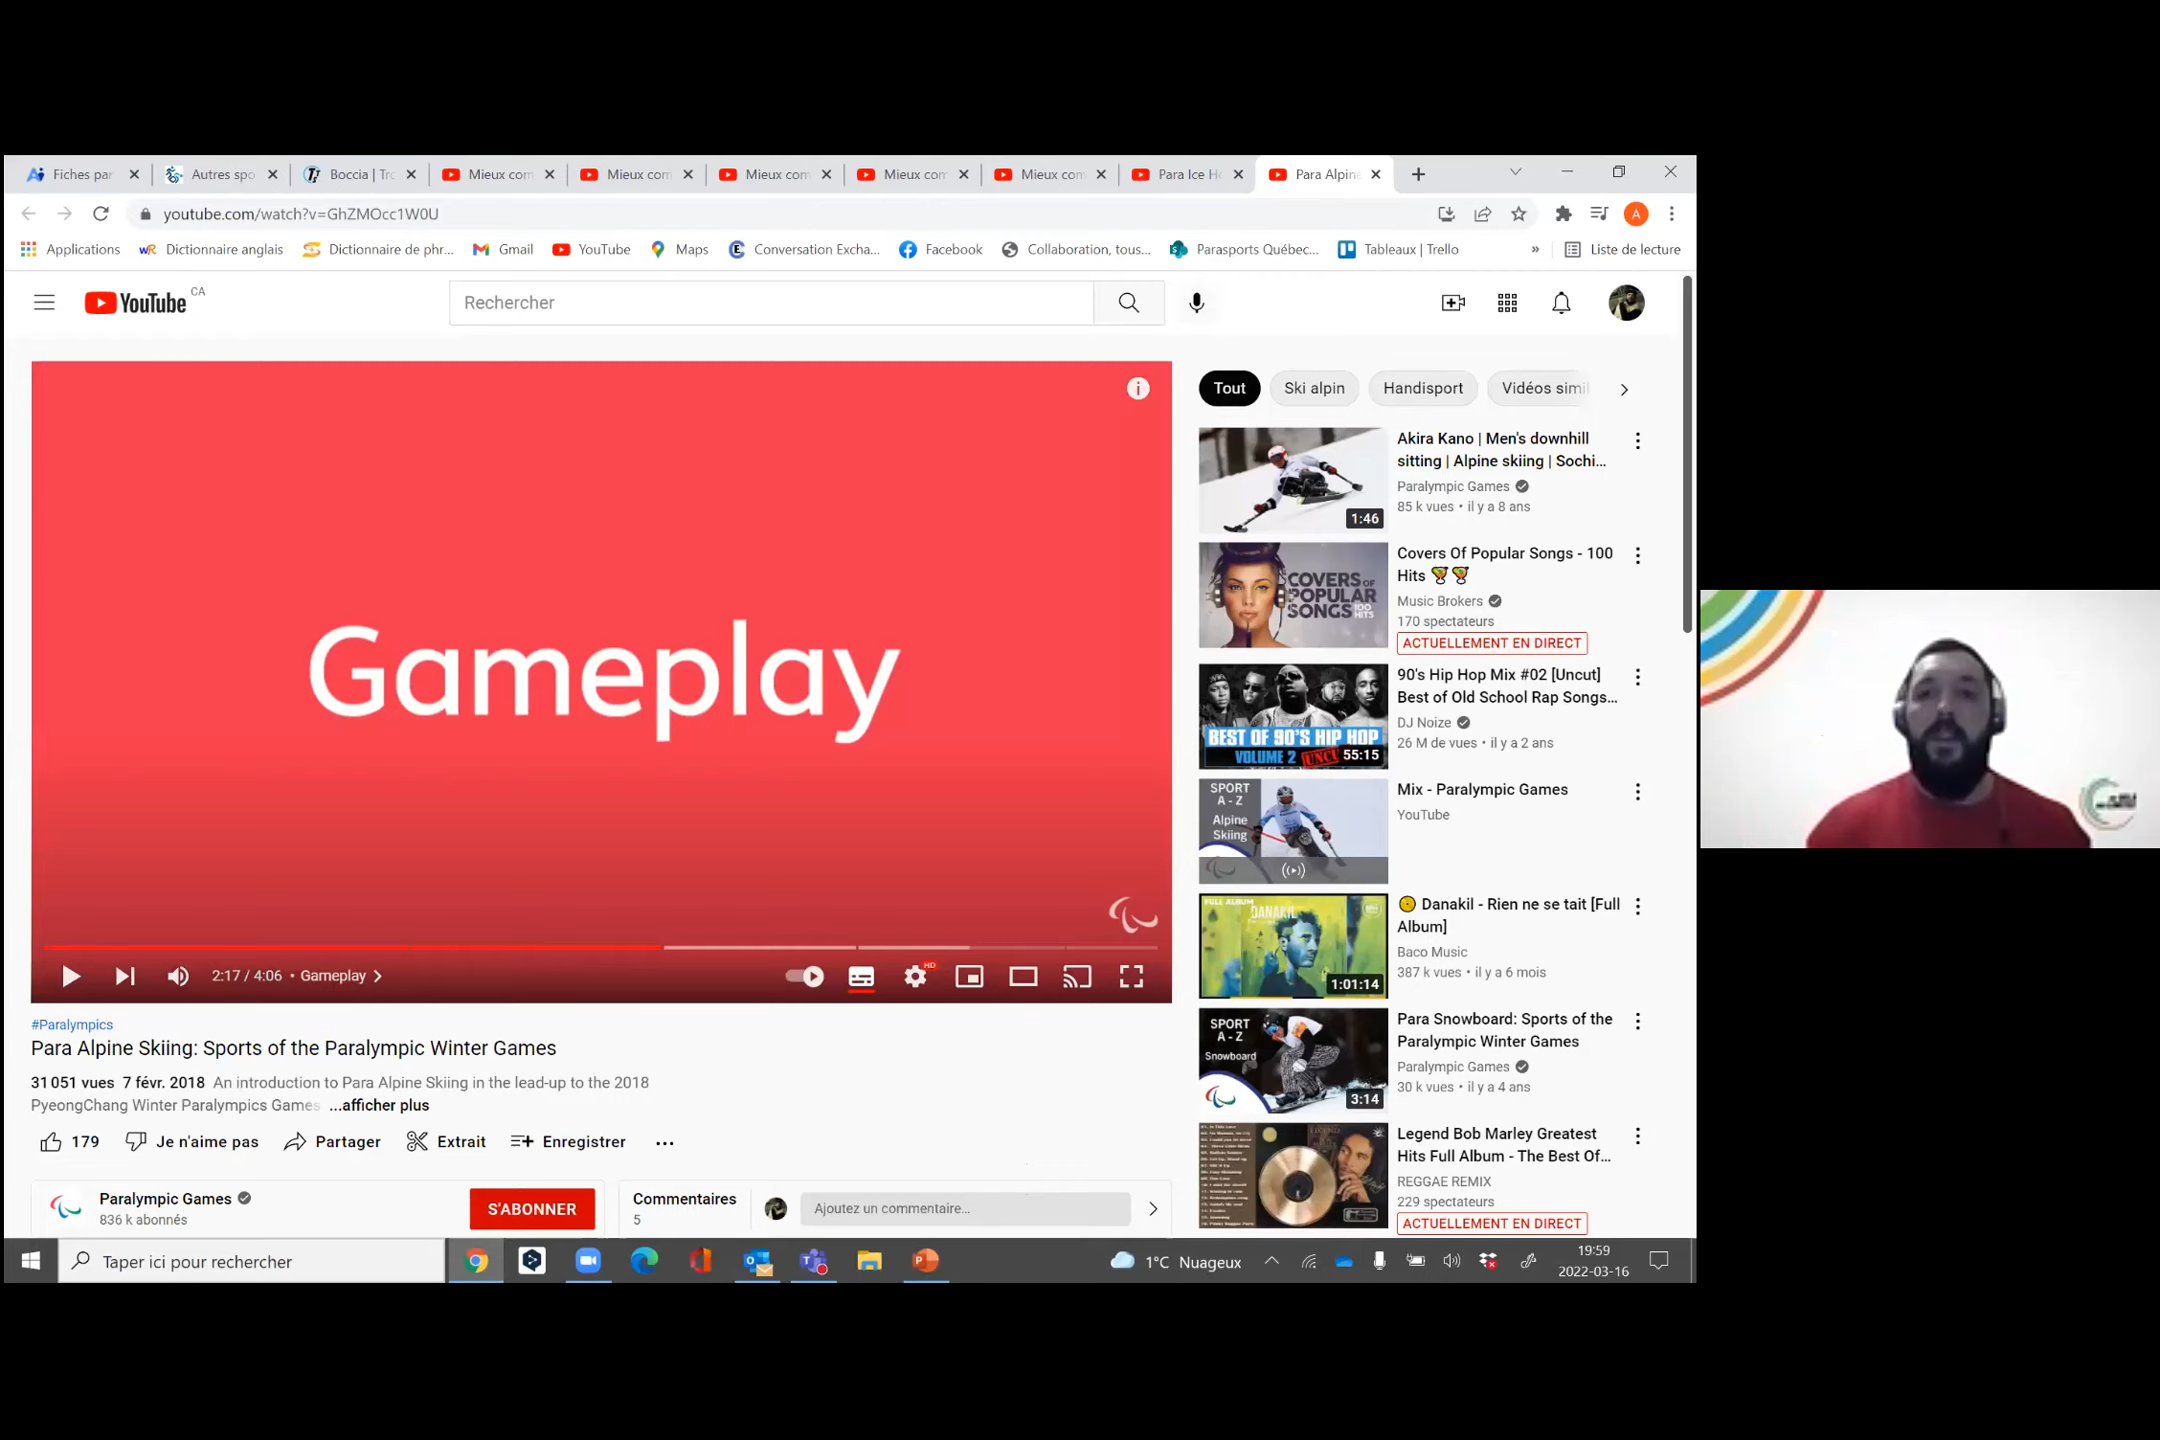 Fiches par
Autres spo
Boccia | Tr
Mieux com
Mieux com
Mieux com
Mieux com
Mieux com
Para Ice H
Para Alpine
youtube.com/watch?v=GhZMOcc1W0U
A
Applications
Dictionnaire anglais
Dictionnaire de phr...
Gmail
YouTube
Maps
Conversation Excha...
Facebook
Collaboration, tous...
Parasports Québec...
Tableaux | Trello
»
Liste de lecture
YouTube CA
Rechercher
Gameplay
2:17 / 4:06 • Gameplay
HD
#Paralympics
Para Alpine Skiing: Sports of the Paralympic Winter Games
31 051 vues 7 févr. 2018 An introduction to Para Alpine Skiing in the lead-up to the 2018
PyeongChang Winter Paralympics Games ...afficher plus
179
Je n'aime pas
Partager
Extrait
Enregistrer
Paralympic Games
836 k abonnés
S'ABONNER
Commentaires
5
Ajoutez un commentaire...
Tout
Ski alpin
Handisport
Vidéos simil
1:46
Akira Kano | Men's downhill
sitting | Alpine skiing | Sochi...
Paralympic Games
85 k vues • il y a 8 ans
COVERS OF
POPULAR
SONGS 100
HITS
Covers Of Popular Songs - 100
Hits
Music Brokers
170 spectateurs
ACTUELLEMENT EN DIRECT
BEST OF 90'S HIP HOP
VOLUME 2
55:15
90's Hip Hop Mix #02 [Uncut]
Best of Old School Rap Songs...
DJ Noize
26 M de vues • il y a 2 ans
SPORT
A - Z
Alpine
Skiing
Mix - Paralympic Games
YouTube
FULL ALBUM
DANAKIL
1:01:14
Danakil - Rien ne se tait [Full
Album]
Baco Music
387 k vues • il y a 6 mois
SPORT
A - Z
Snowboard
3:14
Para Snowboard: Sports of the
Paralympic Winter Games
Paralympic Games
30 k vues • il y a 4 ans
Legend Bob Marley Greatest
Hits Full Album - The Best Of...
REGGAE REMIX
229 spectateurs
ACTUELLEMENT EN DIRECT
Taper ici pour rechercher
1°C Nuageux
19:59
2022-03-16